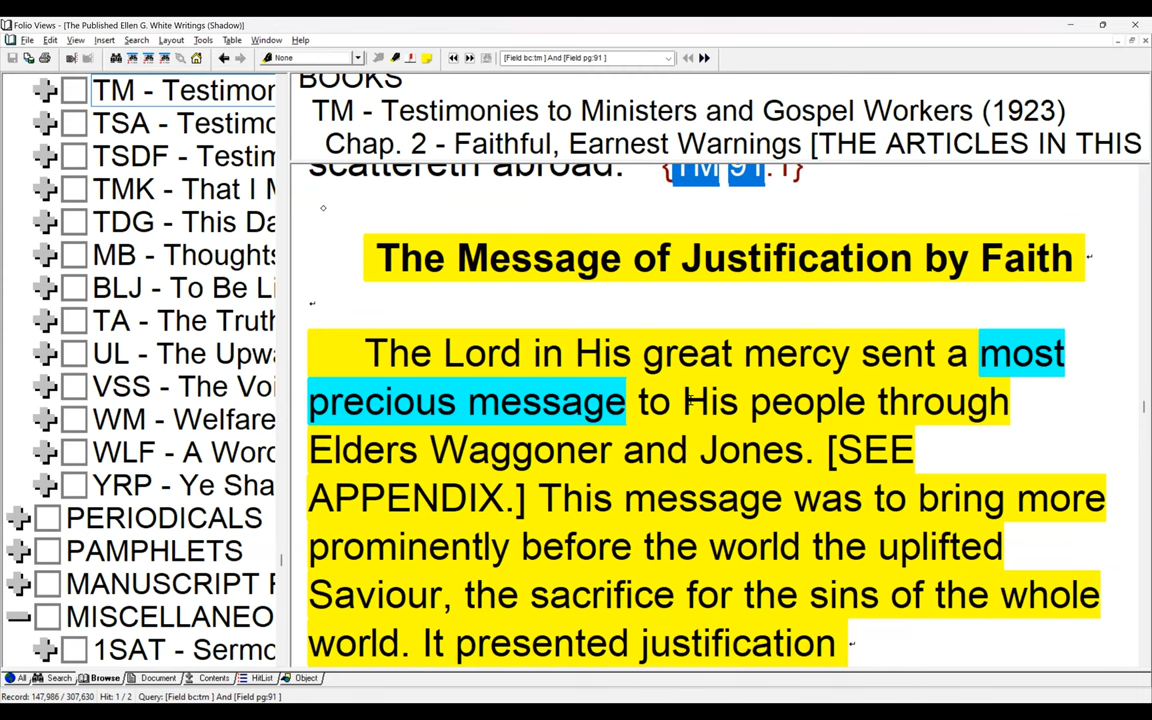 Folio Views - [The Published Ellen G. White Writings (Shadow)]
File Edit View Insert Search Layout Tools Table Window Help
None [Field bc:tm ] And [Field pg:91 ]
TM - Testimor
TSA - Testimo
TSDF - Testim
TMK - That I M
TDG - This Da
MB - Thoughts
BLJ - To Be Li
TA - The Truth
UL - The Upwa
VSS - The Voi
WM - Welfare
WLF - A Word
YRP - Ye Sha
PERIODICALS
PAMPHLETS
MANUSCRIPT F
MISCELLANEO
1SAT - Sermo
BOOKS
TM - Testimonies to Ministers and Gospel Workers (1923)
Chap. 2 - Faithful, Earnest Warnings [THE ARTICLES IN THIS
scattereth abroad. {TM 91.1}
The Message of Justification by Faith
The Lord in His great mercy sent a most
precious message to His people through
Elders Waggoner and Jones. [SEE
APPENDIX.] This message was to bring more
prominently before the world the uplifted
Saviour, the sacrifice for the sins of the whole
world. It presented justification
All Search Browse Document Contents HitList Object
Record: 147,986 / 307,630 Hit: 1 / 2 Query: [Field bc:tm ] And [Field pg:91 ]